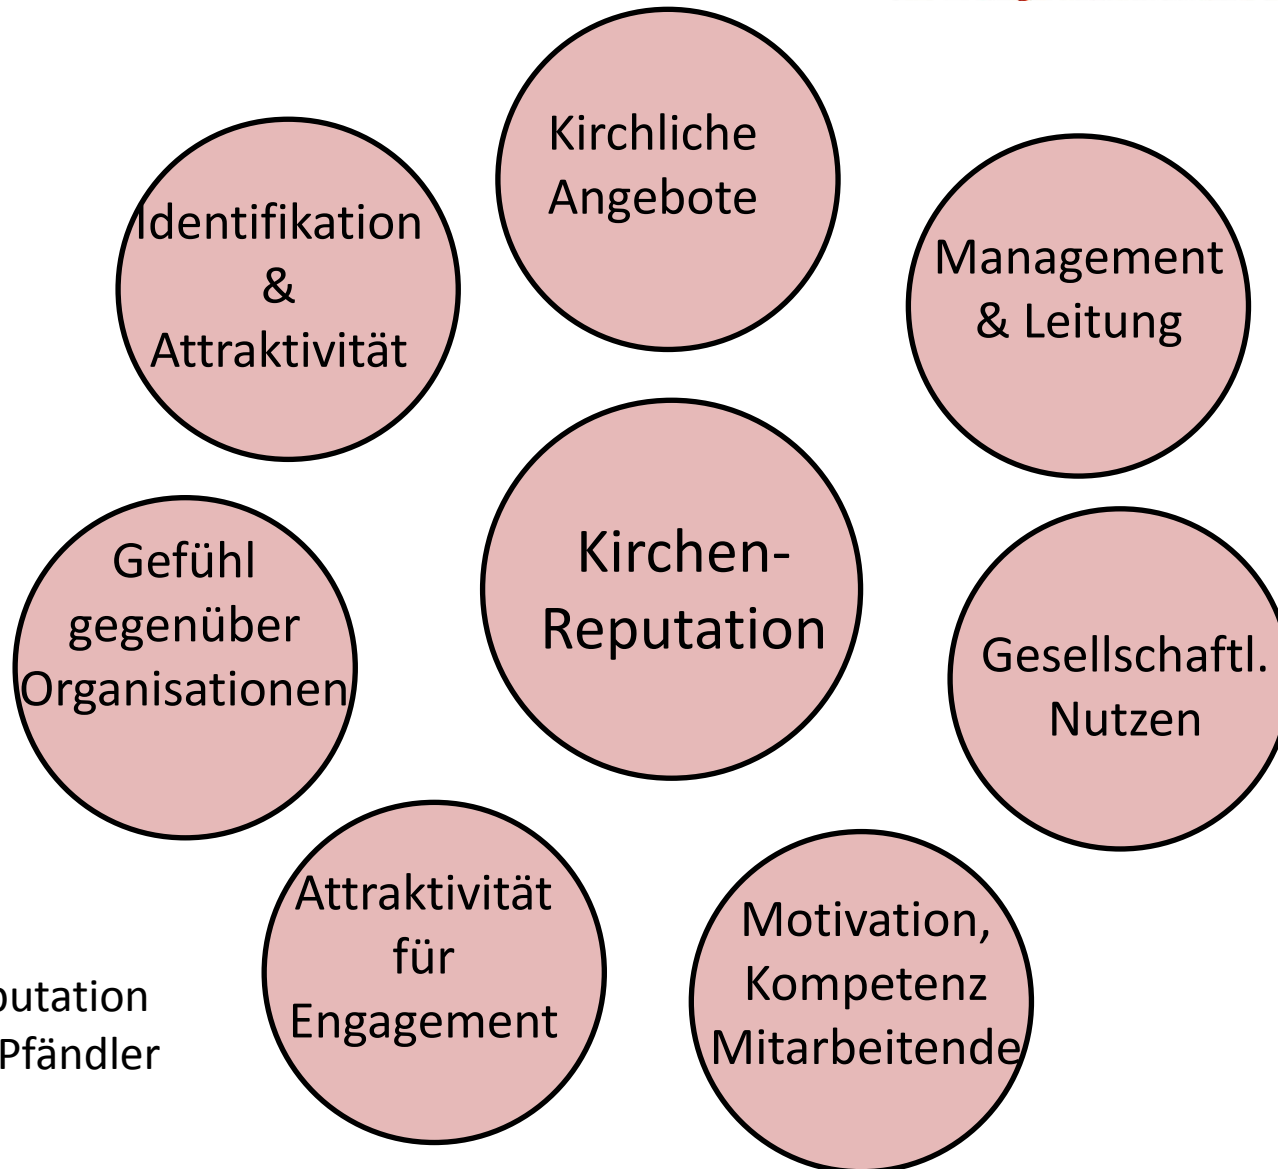 Kirchliche
Angebote
Identifikation
&
Attraktivität
Management
& Leitung
Kirchen-
Reputation
Gefühl
gegenüber
Organisationen
Gesellschaftl.
Nutzen
Attraktivität
für
Engagement
Motivation,
Kompetenz
Mitarbeitende
Pfändler